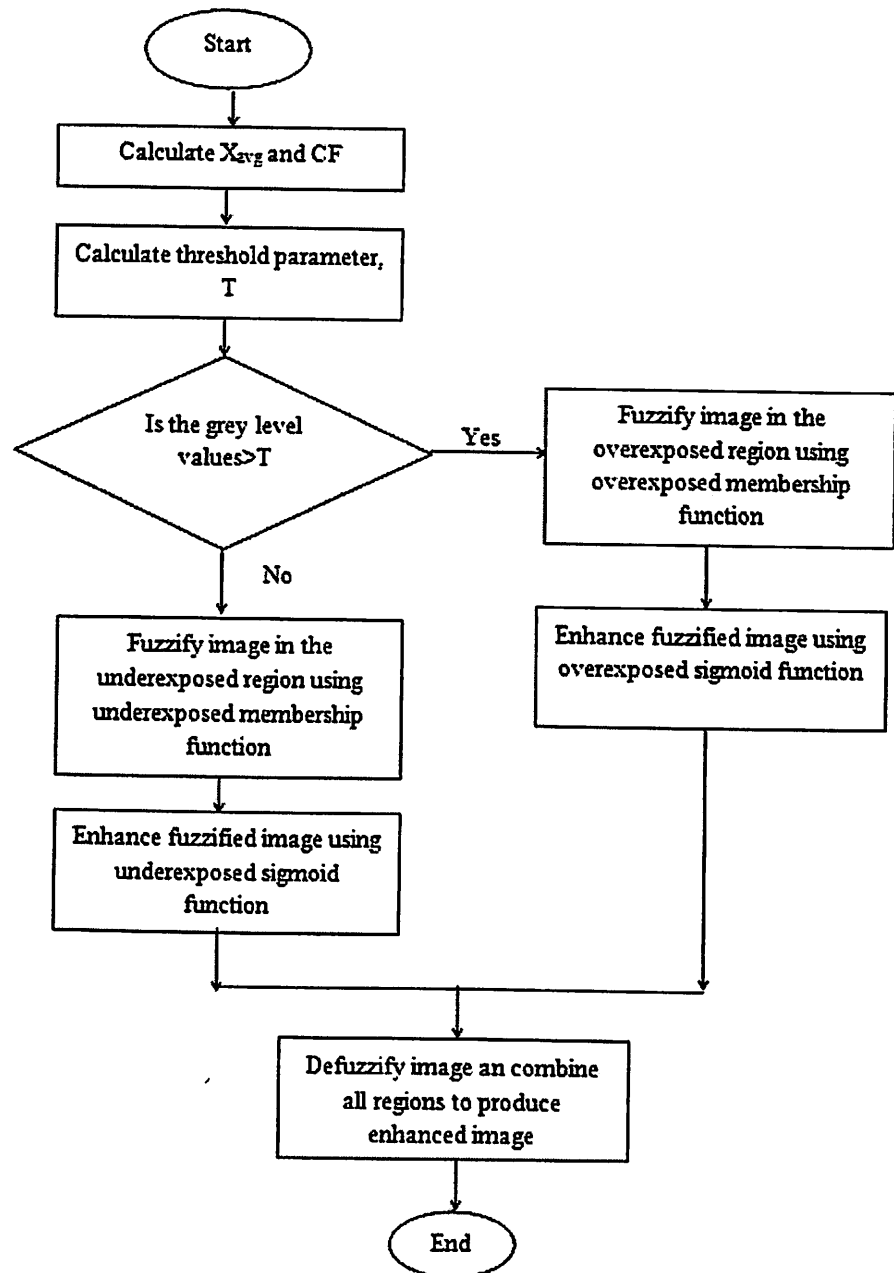 Start
Calculate Xavg and CF
Calculate threshold parameter,
T
Is the grey level
values>T
Yes
Fuzzify image in the
overexposed region using
overexposed membership
function
No
Fuzzify image in the
underexposed region using
underexposed membership
function
Enhance fuzzified image using
overexposed sigmoid function
Enhance fuzzified image using
underexposed sigmoid
function
Defuzzify image an combine
all regions to produce
enhanced image
End